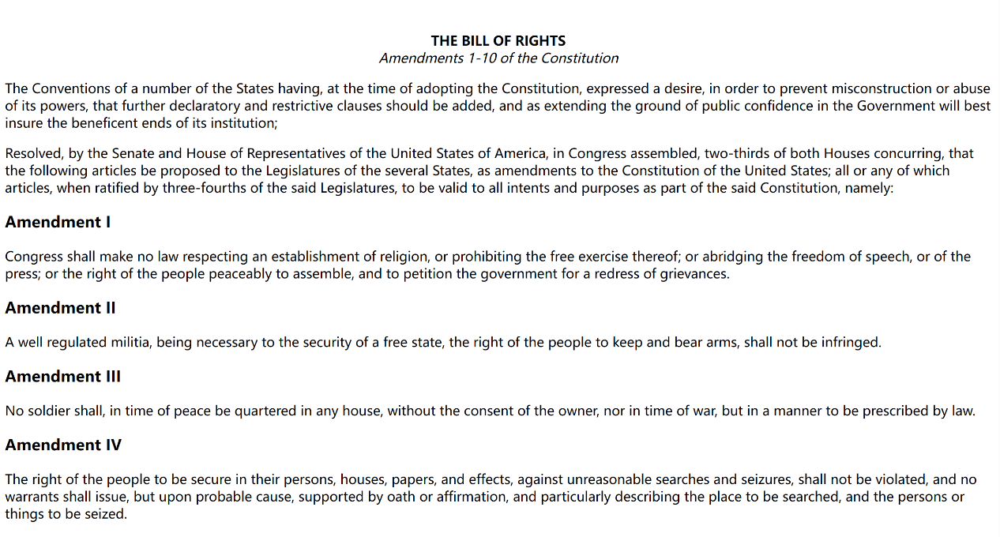 THE BILL OF RIGHTS
Amendments 1-10 of the Constitution
The Conventions of a number of the States having, at the time of adopting the Constitution, expressed a desire, in order to prevent misconstruction or abuse
of its powers, that further declaratory and restrictive clauses should be added, and as extending the ground of public confidence in the Government will best
insure the beneficent ends of its institution;
Resolved, by the Senate and House of Representatives of the United States of America, in Congress assembled, two-thirds of both Houses concurring, that
the following articles be proposed to the Legislatures of the several States, as amendments to the Constitution of the United States; all or any of which
articles, when ratified by three-fourths of the said Legislatures, to be valid to all intents and purposes as part of the said Constitution, namely:
Amendment I
Congress shall make no law respecting an establishment of religion, or prohibiting the free exercise thereof; or abridging the freedom of speech, or of the
press; or the right of the people peaceably to assemble, and to petition the government for a redress of grievances.
Amendment II
A well regulated militia, being necessary to the security of a free state, the right of the people to keep and bear arms, shall not be infringed.
Amendment III
No soldier shall, in time of peace be quartered in any house, without the consent of the owner, nor in time of war, but in a manner to be prescribed by law.
Amendment IV
The right of the people to be secure in their persons, houses, papers, and effects, against unreasonable searches and seizures, shall not be violated, and no
warrants shall issue, but upon probable cause, supported by oath or affirmation, and particularly describing the place to be searched, and the persons or
things to be seized.